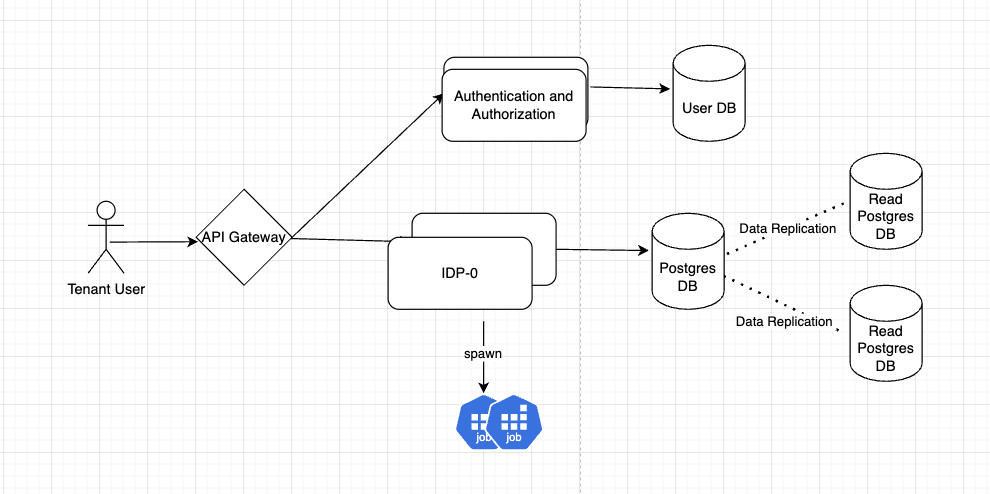 Authentication and
Authorization
User DB
Read
Postgres
DB
API Gateway
Data Replication
Tenant User
IDP-0
Postgres
DB
Data Replication
Read
Postgres
DB
spawn
job
job